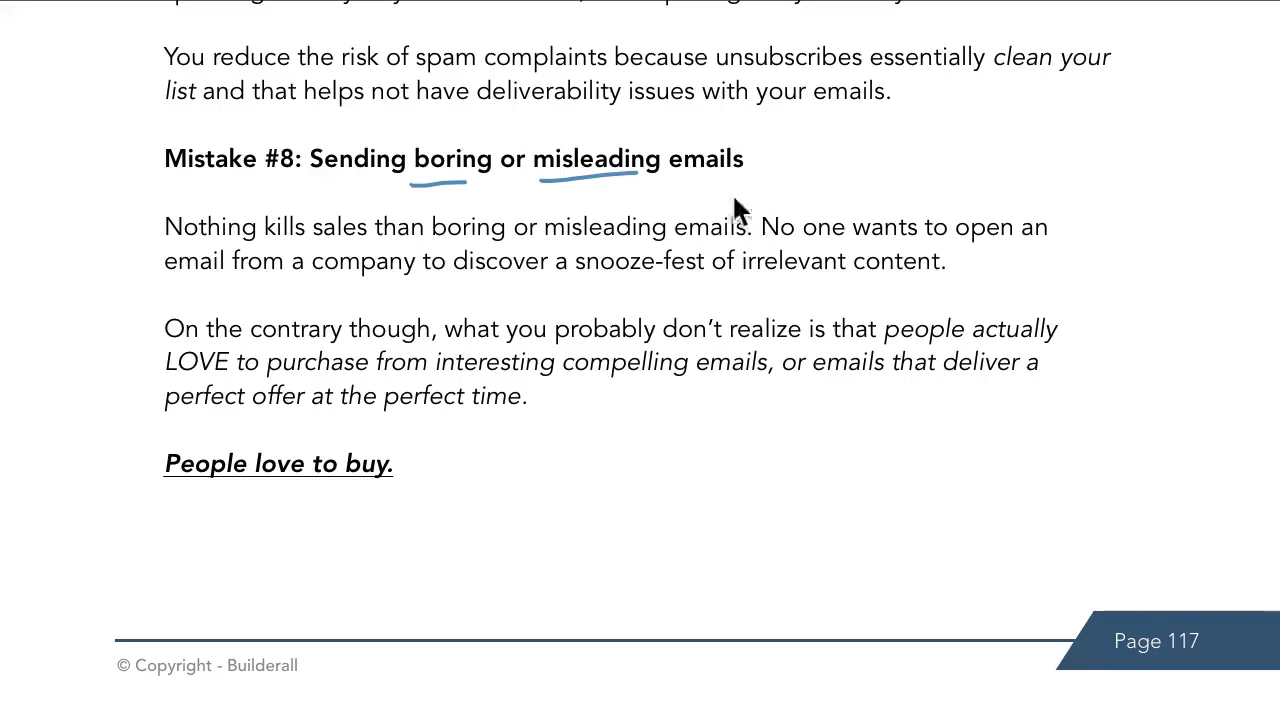 You reduce the risk of spam complaints because unsubscribes essentially clean your
list and that helps not have deliverability issues with your emails.
Mistake #8: Sending boring or misleading emails
Nothing kills sales than boring or misleading emails. No one wants to open an
email from a company to discover a snooze-fest of irrelevant content.
On the contrary though, what you probably don't realize is that people actually
LOVE to purchase from interesting compelling emails, or emails that deliver a
perfect offer at the perfect time.
People love to buy.
Page 117
© Copyright - Builderall